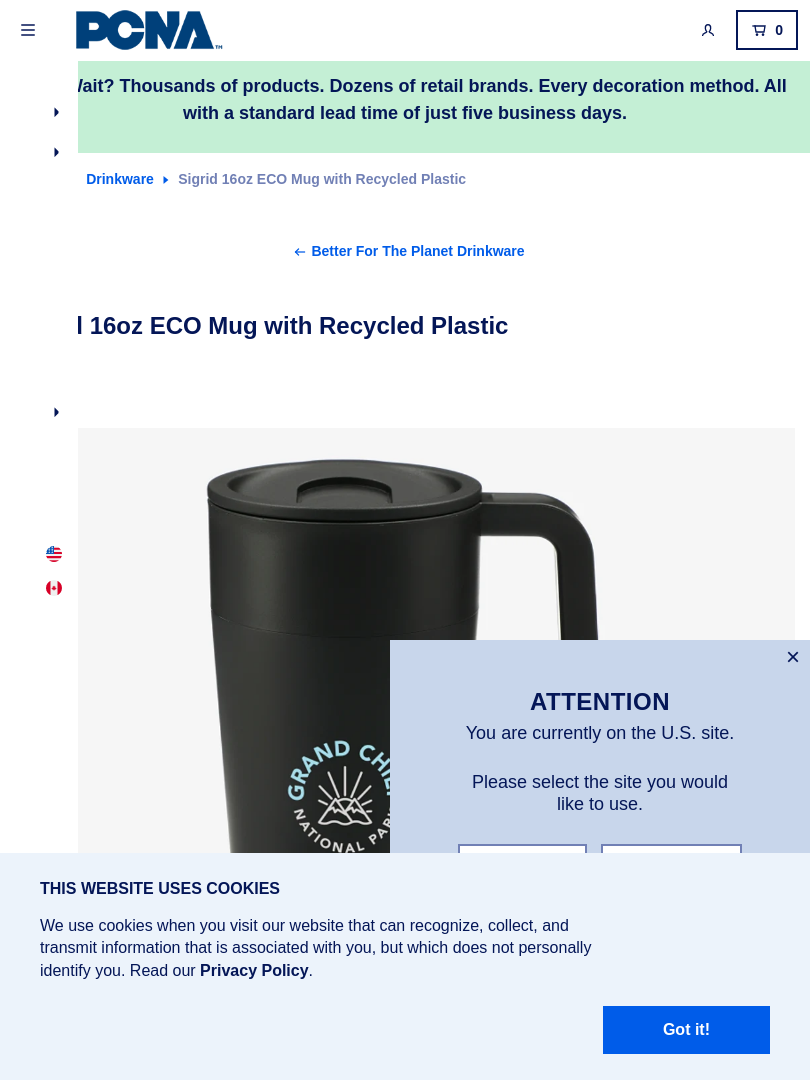 PCNA
TM
0
Vait? Thousands of products. Dozens of retail brands. Every decoration method. All
with a standard lead time of just five business days.
Drinkware
Sigrid 16oz ECO Mug with Recycled Plastic
Better For The Planet Drinkware
16oz ECO Mug with Recycled Plastic
GRAND
NATIONAL
ATTENTION
You are currently on the U.S. site.
Please select the site you would
like to use.
THIS WEBSITE USES COOKIES
We use cookies when you visit our website that can recognize, collect, and
transmit information that is associated with you, but which does not personally
identify you. Read our Privacy Policy.
Got it!